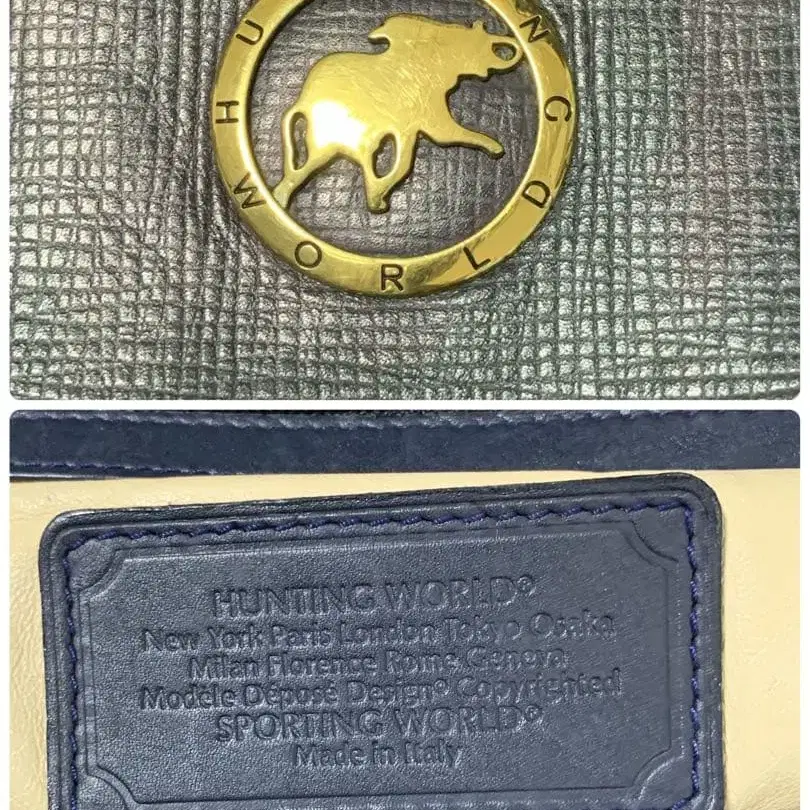 HUNTING WORLD
HUNTING WORLD®
New York Paris London Tokyo Osaka
Milan Florence Rome Geneva
Modèle Déposé Design® Copyrighted
SPORTING WORLD®
Made in Italy